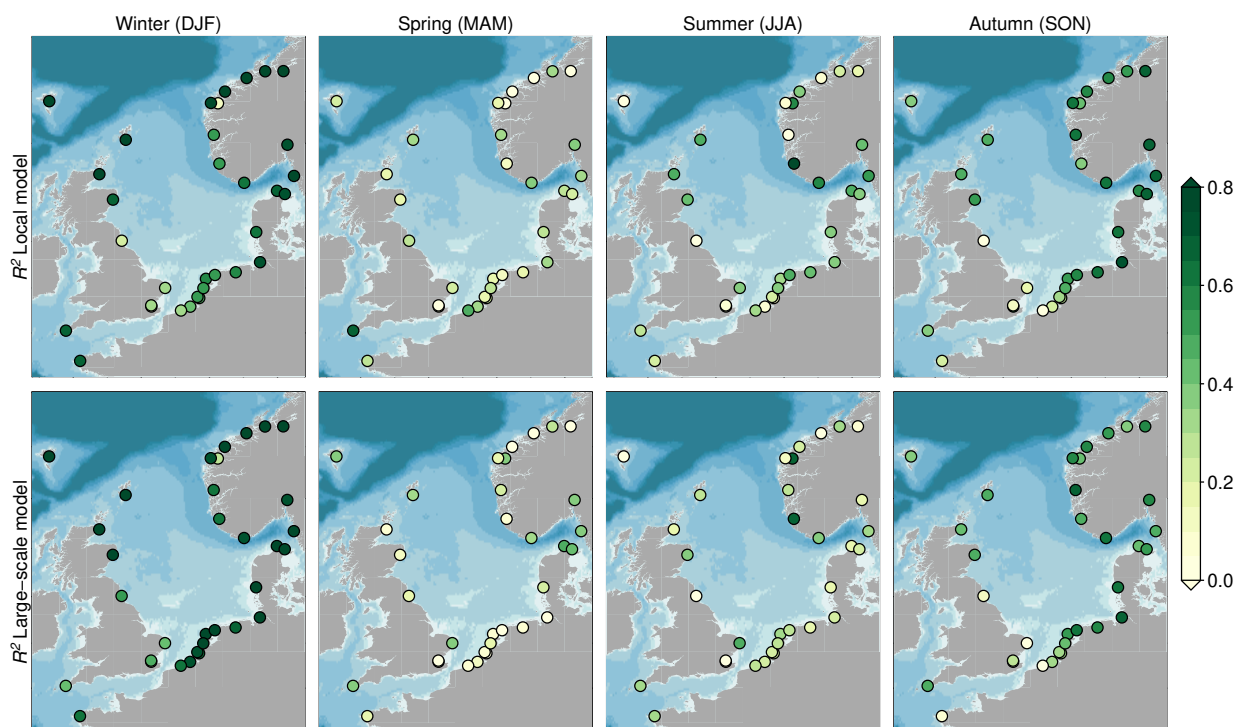 Winter (DJF) Spring (MAM) Summer (JJA) Autumn (SON)
R² Local model
R² Large−scale model
0.8
0.6
0.4
0.2
0.0